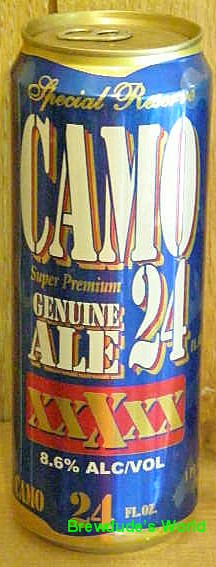 Special Reserve
CAMO
Super Premium
GENUINE
ALE 24
XXXXX
8.6% ALC/VOL
CAMO 24 FL.OZ.
Brewdude's World